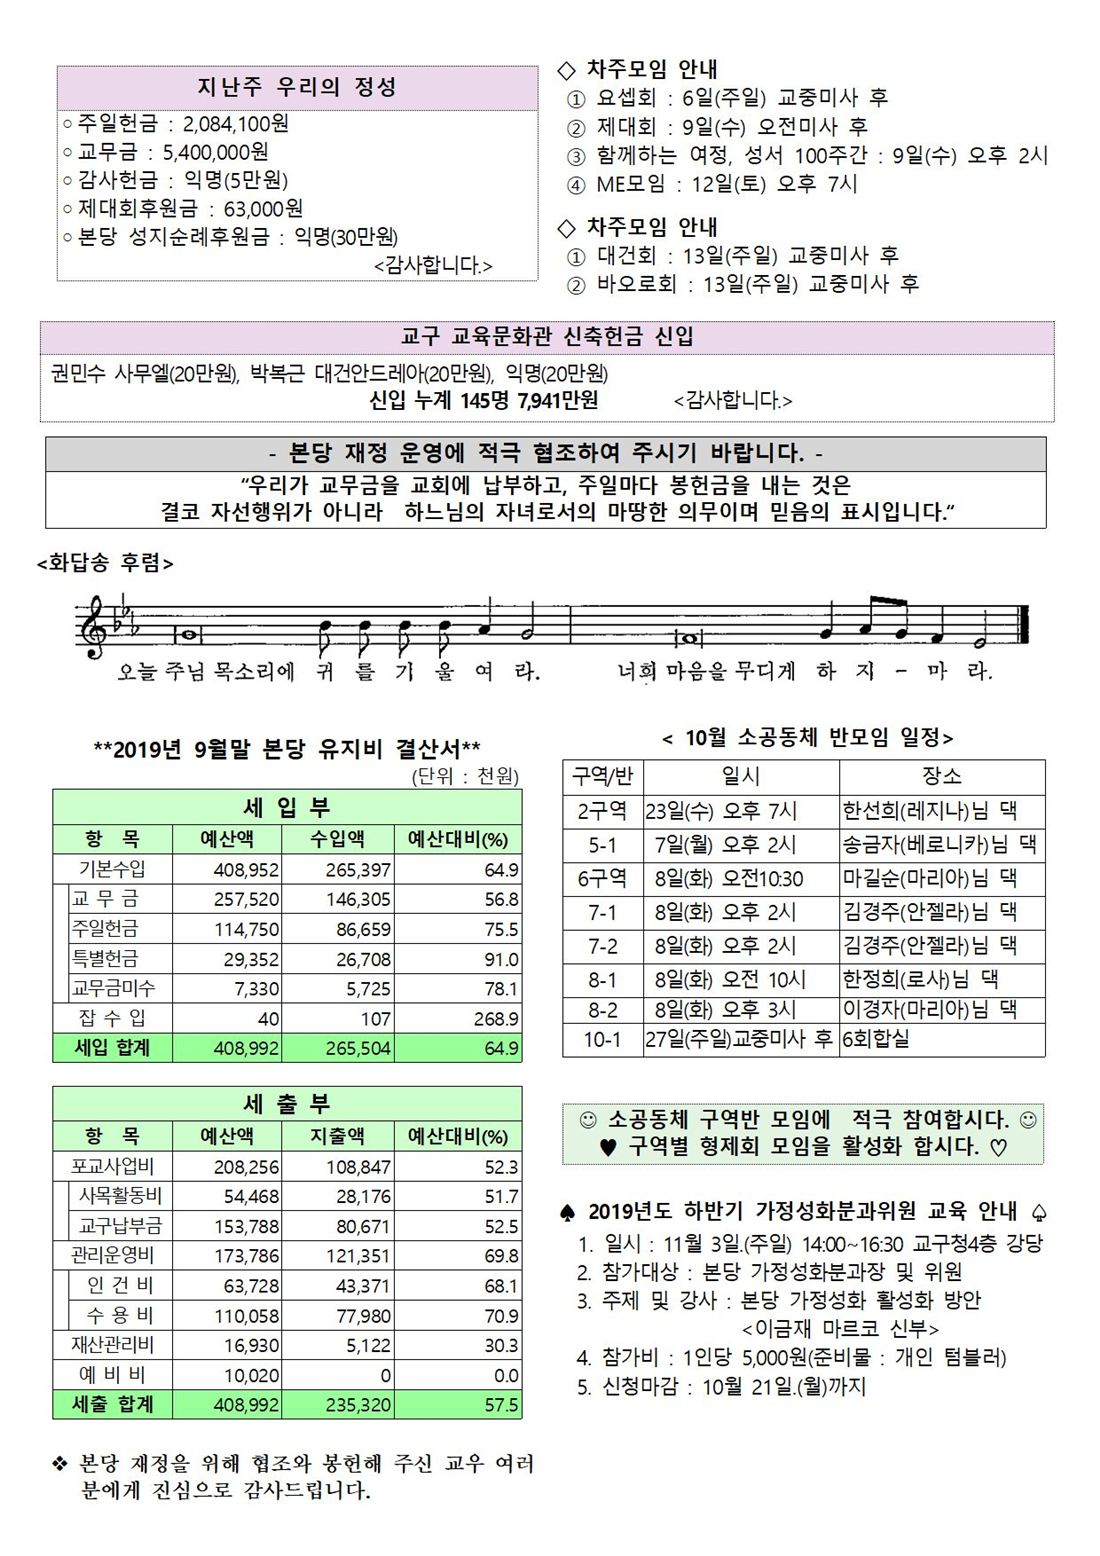 지난주 우리의 정성
○ 주일헌금 : 2,084,100원
○ 교무금 : 5,400,000원
○ 감사헌금 : 익명(5만원)
○ 제대회후원금 : 63,000원
○ 본당 성지순례후원금 : 익명(30만원)
<감사합니다.>
◇ 차주모임 안내
① 요셉회 : 6일(주일) 교중미사 후
② 제대회 : 9일(수) 오전미사 후
③ 함께하는 여정, 성서 100주간 : 9일(수) 오후 2시
④ ME모임 : 12일(토) 오후 7시
◇ 차주모임 안내
① 대건회 : 13일(주일) 교중미사 후
② 바오로회 : 13일(주일) 교중미사 후
교구 교육문화관 신축헌금 신입
권민수 사무엘(20만원), 박복근 대건안드레아(20만원), 익명(20만원)
신입 누계 145명 7,941만원 <감사합니다.>
- 본당 재정 운영에 적극 협조하여 주시기 바랍니다. -
“우리가 교무금을 교회에 납부하고, 주일마다 봉헌금을 내는 것은
결코 자선행위가 아니라 하느님의 자녀로서의 마땅한 의무이며 믿음의 표시입니다.“
<화답송 후렴>
오늘 주님 목소리에 귀 를 기 울 여 라. 너희 마음을 무디게 하 지 - 마 라.
**2019년 9월말 본당 유지비 결산서**
(단위 : 천원)
세 입 부
항 목 예산액 수입액 예산대비(%)
기본수입 408,952 265,397 64.9
교 무 금 257,520 146,305 56.8
주일헌금 114,750 86,659 75.5
특별헌금 29,352 26,708 91.0
교무금미수 7,330 5,725 78.1
잡 수 입 40 107 268.9
세입 합계 408,992 265,504 64.9
세 출 부
항 목 예산액 지출액 예산대비(%)
포교사업비 208,256 108,847 52.3
사목활동비 54,468 28,176 51.7
교구납부금 153,788 80,671 52.5
관리운영비 173,786 121,351 69.8
인 건 비 63,728 43,371 68.1
수 용 비 110,058 77,980 70.9
재산관리비 16,930 5,122 30.3
예 비 비 10,020 0 0.0
세출 합계 408,992 235,320 57.5
❖ 본당 재정을 위해 협조와 봉헌해 주신 교우 여러
분에게 진심으로 감사드립니다.
< 10월 소공동체 반모임 일정>
구역/반 일시 장소
2구역 23일(수) 오후 7시 한선희(레지나)님 댁
5-1 7일(월) 오후 2시 송금자(베로니카)님 댁
6구역 8일(화) 오전10:30 마길순(마리아)님 댁
7-1 8일(화) 오후 2시 김경주(안젤라)님 댁
7-2 8일(화) 오후 2시 김경주(안젤라)님 댁
8-1 8일(화) 오전 10시 한정희(로사)님 댁
8-2 8일(화) 오후 3시 이경자(마리아)님 댁
10-1 27일(주일)교중미사 후 6회합실
☺ 소공동체 구역반 모임에 적극 참여합시다. ☺
♥ 구역별 형제회 모임을 활성화 합시다. ♡
♠ 2019년도 하반기 가정성화분과위원 교육 안내 ♤
1. 일시 : 11월 3일.(주일) 14:00~16:30 교구청4층 강당
2. 참가대상 : 본당 가정성화분과장 및 위원
3. 주제 및 강사 : 본당 가정성화 활성화 방안
<이금재 마르코 신부>
4. 참가비 : 1인당 5,000원(준비물 : 개인 텀블러)
5. 신청마감 : 10월 21일.(월)까지